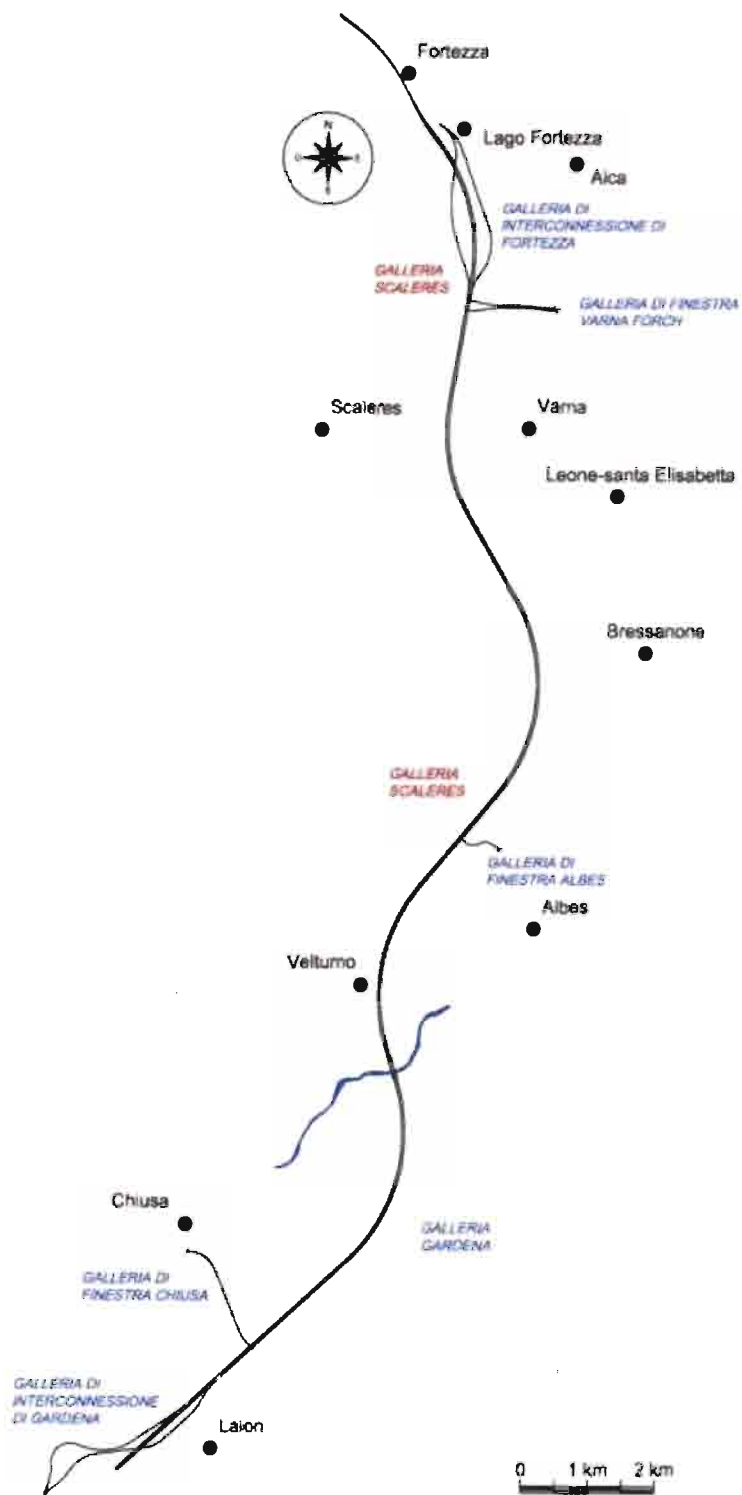 Fortezza
N
O
E
S
Lago Fortezza
Aica
GALLERIA DI
INTERCONNESSIONE DI
FORTEZZA
GALLERIA
SCALERES
GALLERIA DI FINESTRA
VARNA FORCH
Scaleres
Varna
Leone-santa Elisabetta
Bressanone
GALLERIA
SCALERES
GALLERIA DI
FINESTRA ALBES
Albes
Velturno
Chiusa
GALLERIA
GARDENA
GALLERIA DI
FINESTRA CHIUSA
GALLERIA DI
INTERCONNESSIONE
DI GARDENA
Laion
0 1 km 2 km